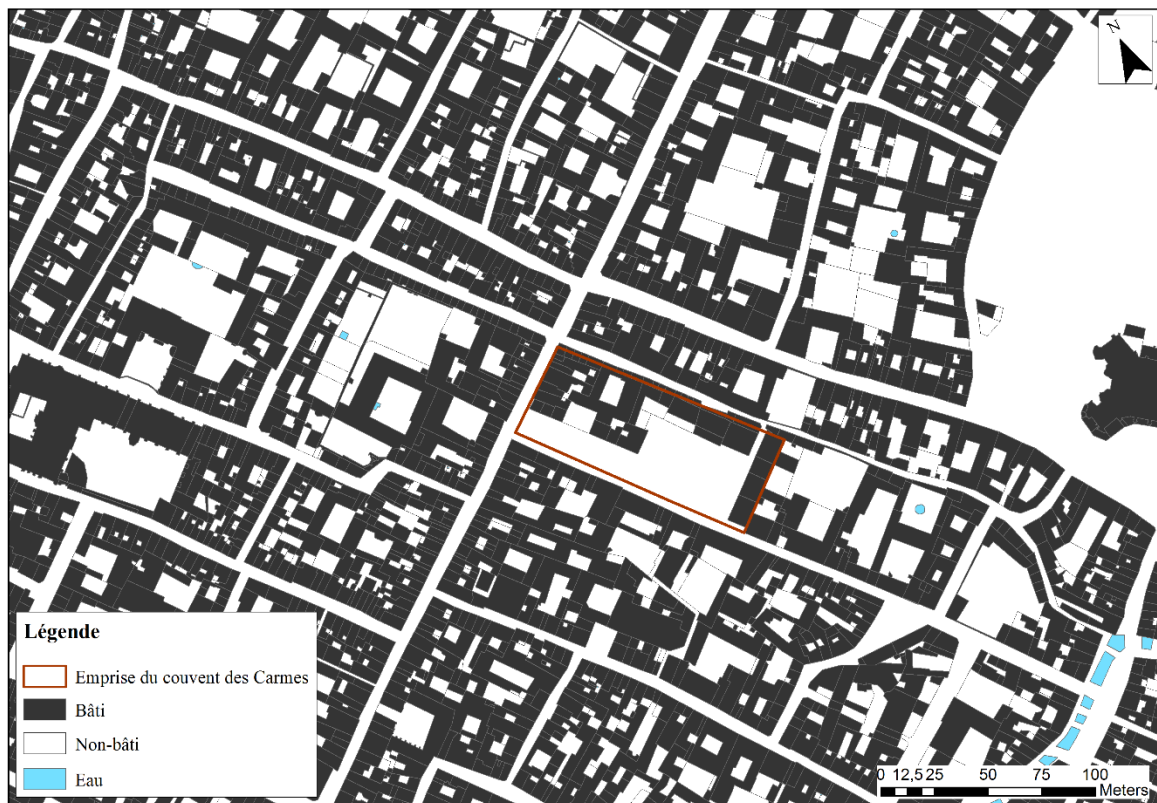 N
Légende
Emprise du couvent des Carmes
Bâti
Non-bâti
Eau
0 12,5 25 50 75 100
Meters